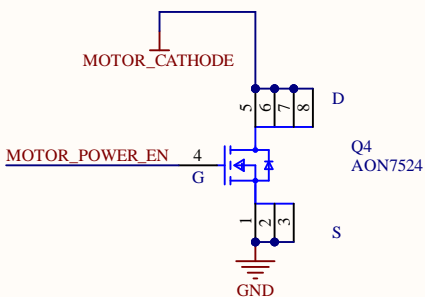 MOTOR_CATHODE
5 6 7 8 D
MOTOR_POWER_EN 4
G
Q4
AON7524
1 2 3 S
GND